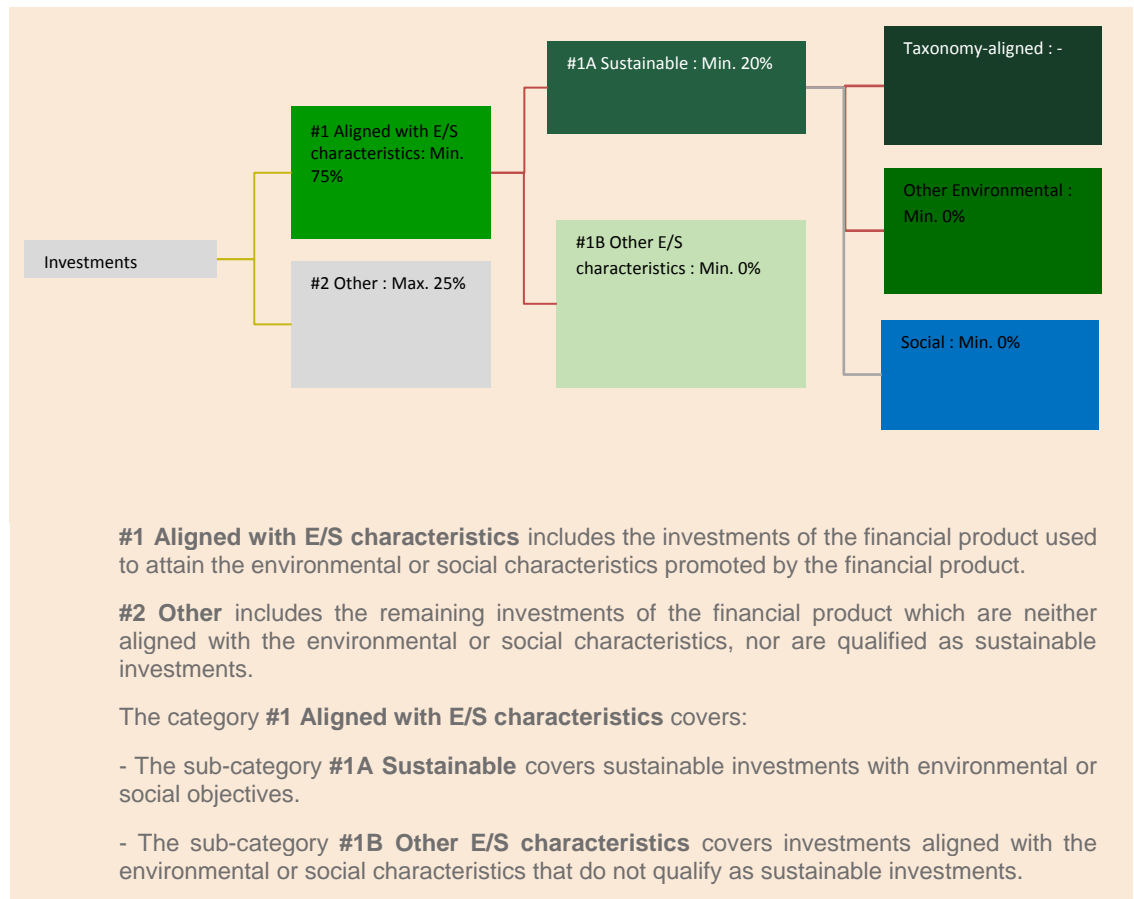 Investments
#1 Aligned with E/S
characteristics: Min.
75%
#2 Other : Max. 25%
#1A Sustainable : Min. 20%
#1B Other E/S
characteristics : Min. 0%
Taxonomy-aligned : -
Other Environmental :
Min. 0%
Social : Min. 0%
#1 Aligned with E/S characteristics includes the investments of the financial product used
to attain the environmental or social characteristics promoted by the financial product.
#2 Other includes the remaining investments of the financial product which are neither
aligned with the environmental or social characteristics, nor are qualified as sustainable
investments.
The category #1 Aligned with E/S characteristics covers:
- The sub-category #1A Sustainable covers sustainable investments with environmental or
social objectives.
- The sub-category #1B Other E/S characteristics covers investments aligned with the
environmental or social characteristics that do not qualify as sustainable investments.